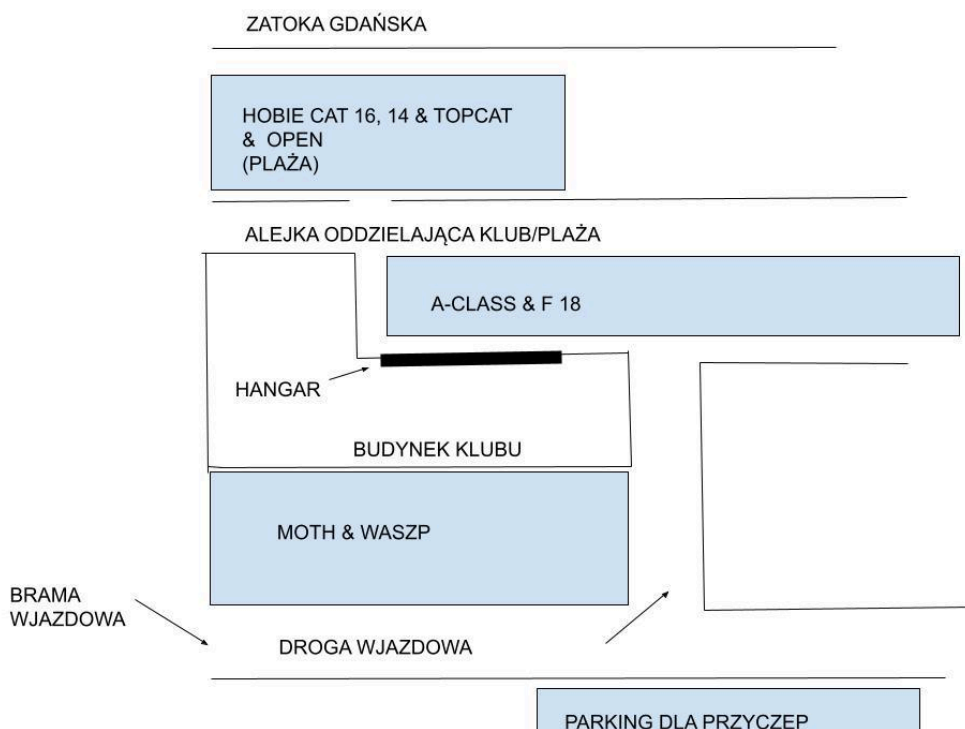 ZATOKA GDAŃSKA
HOBIE CAT 16, 14 & TOPCAT
& OPEN
(PLAŻA)
ALEJKA ODDZIELAJĄCA KLUB/PLAŻA
A-CLASS & F 18
HANGAR
BUDYNEK KLUBU
MOTH & WASZP
BRAMA
WJAZDOWA
DROGA WJAZDOWA
PARKING DLA PRZYCZEP